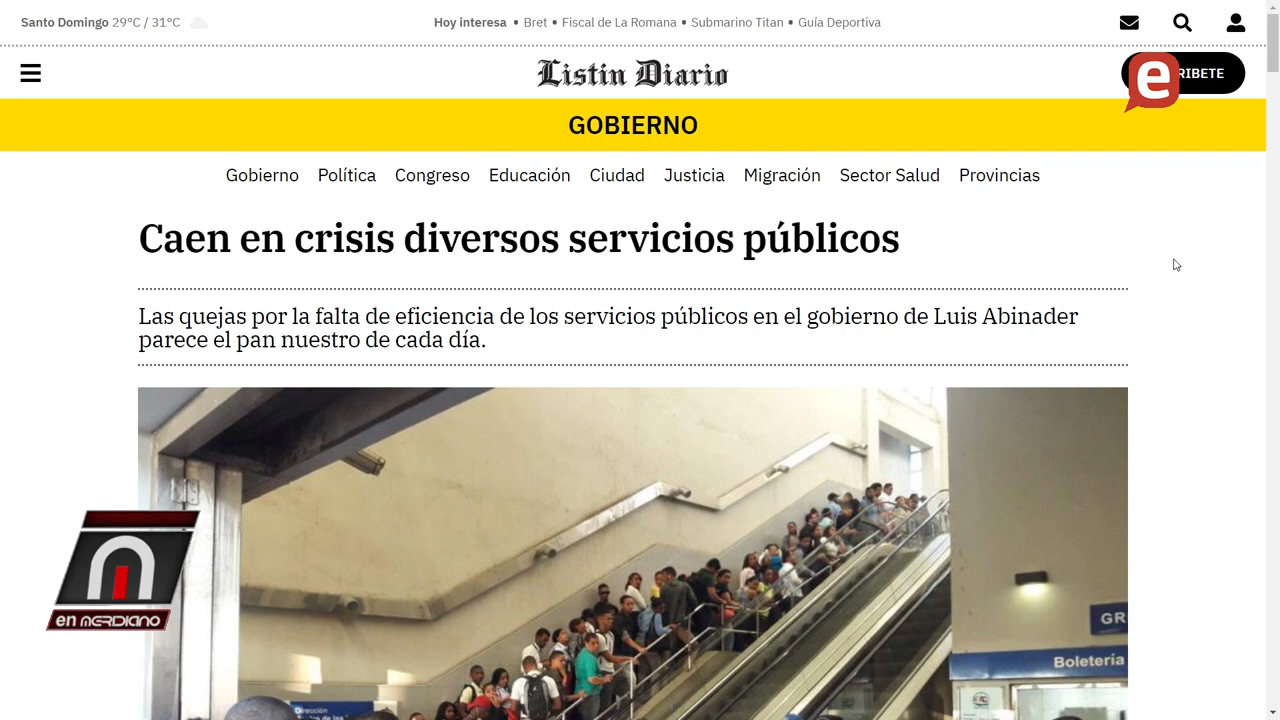 Santo Domingo 29°C / 31°C
Hoy interesa • Bret • Fiscal de La Romana • Submarino Titan • Guía Deportiva
Listin Diario
RIBETE
e
GOBIERNO
Gobierno Política Congreso Educación Ciudad Justicia Migración Sector Salud Provincias
Caen en crisis diversos servicios públicos
Las quejas por la falta de eficiencia de los servicios públicos en el gobierno de Luis Abinader
parece el pan nuestro de cada día.
en MERIDIANO
GR
Boletería
Dirección